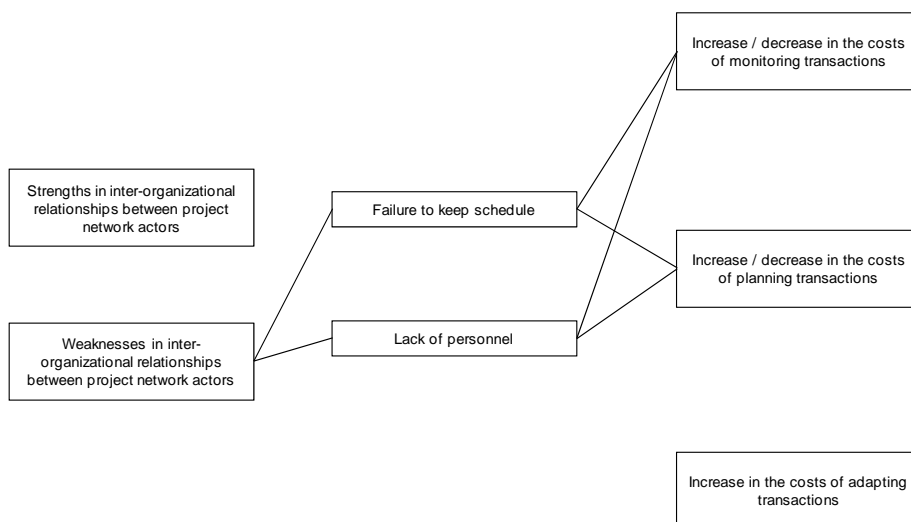 Increase / decrease in the costs
of monitoring transactions
Strengths in inter-organizational
relationships between project
network actors
Failure to keep schedule
Increase / decrease in the costs
of planning transactions
Weaknesses in inter-
organizational relationships
between project network actors
Lack of personnel
Increase in the costs of adapting
transactions